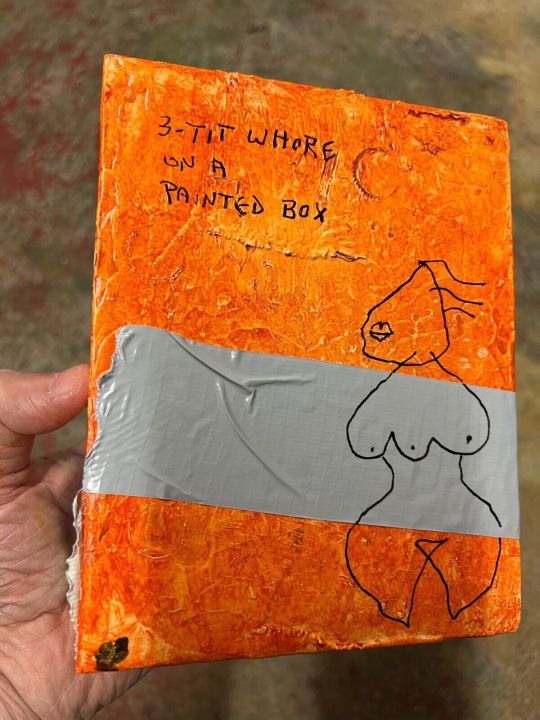 3-TIT WHORE
ON A
PAINTED BOX